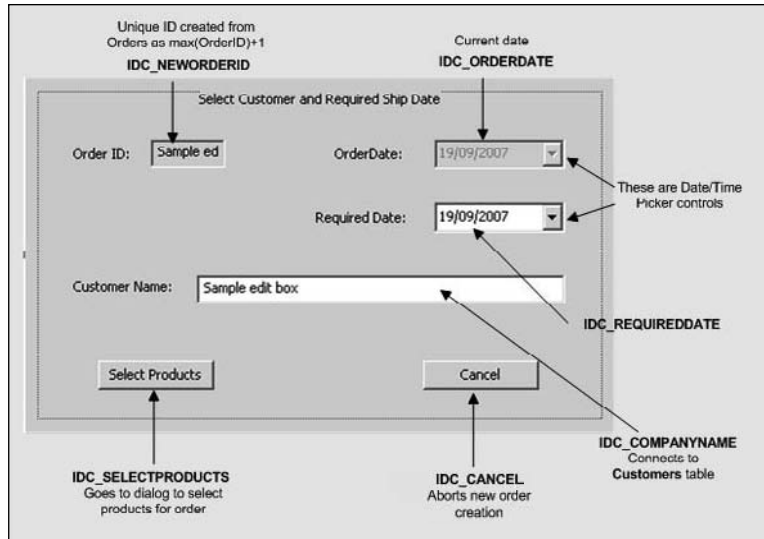 Unique ID created from
Orders as max(OrderID)+1
IDC_NEWORDERID
Current date
IDC_ORDERDATE
Select Customer and Required Ship Date
Order ID:
Sample ed
OrderDate:
19/09/2007
These are Date/Time
Picker controls
Required Date:
19/09/2007
Customer Name:
Sample edit box
IDC_REQUIREDDATE
Select Products
Cancel
IDC_COMPANYNAME
Connects to
Customers table
IDC_SELECTPRODUCTS
Goes to dialog to select
products for order
IDC_CANCEL
Aborts new order
creation